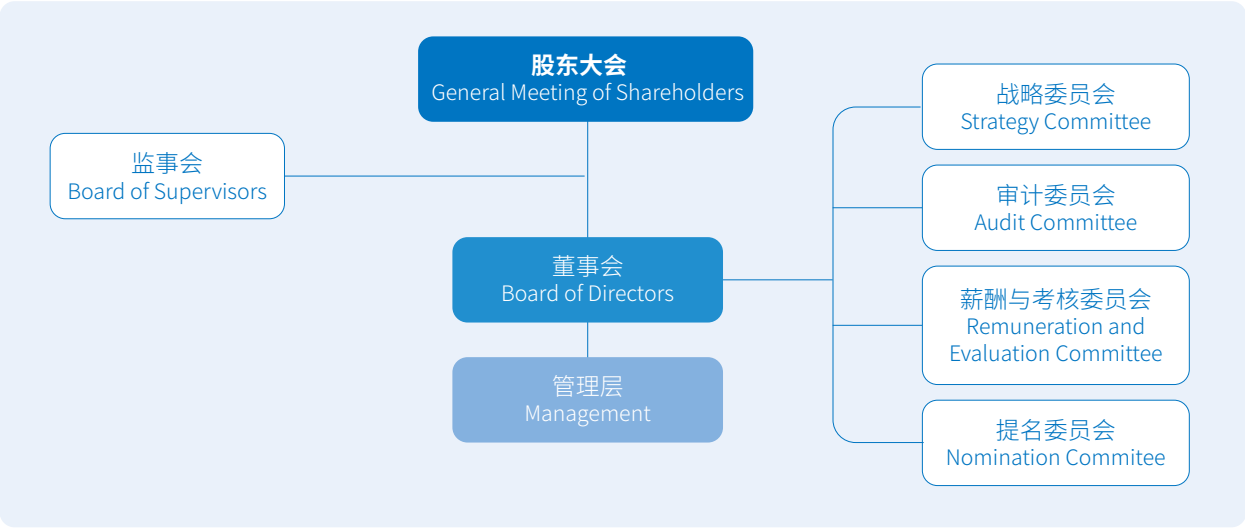 股东大会
General Meeting of Shareholders
监事会
Board of Supervisors
董事会
Board of Directors
管理层
Management
战略委员会
Strategy Committee
审计委员会
Audit Committee
薪酬与考核委员会
Remuneration and
Evaluation Committee
提名委员会
Nomination Commitee